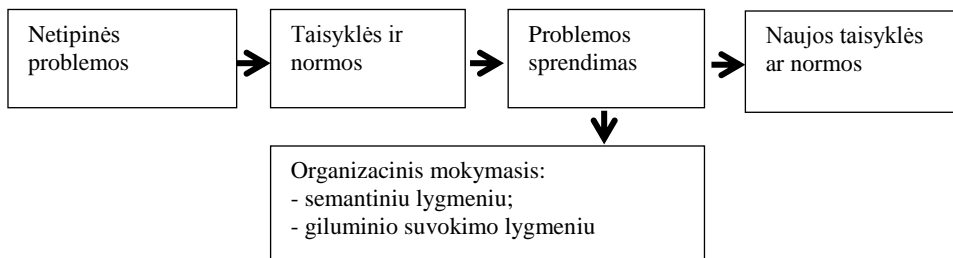 Netipinės
problemos
Taisyklės ir
normos
Problemos
sprendimas
Naujos taisyklės
ar normos
Organizacinis mokymasis:
- semantiniu lygmeniu;
- giluminio suvokimo lygmeniu